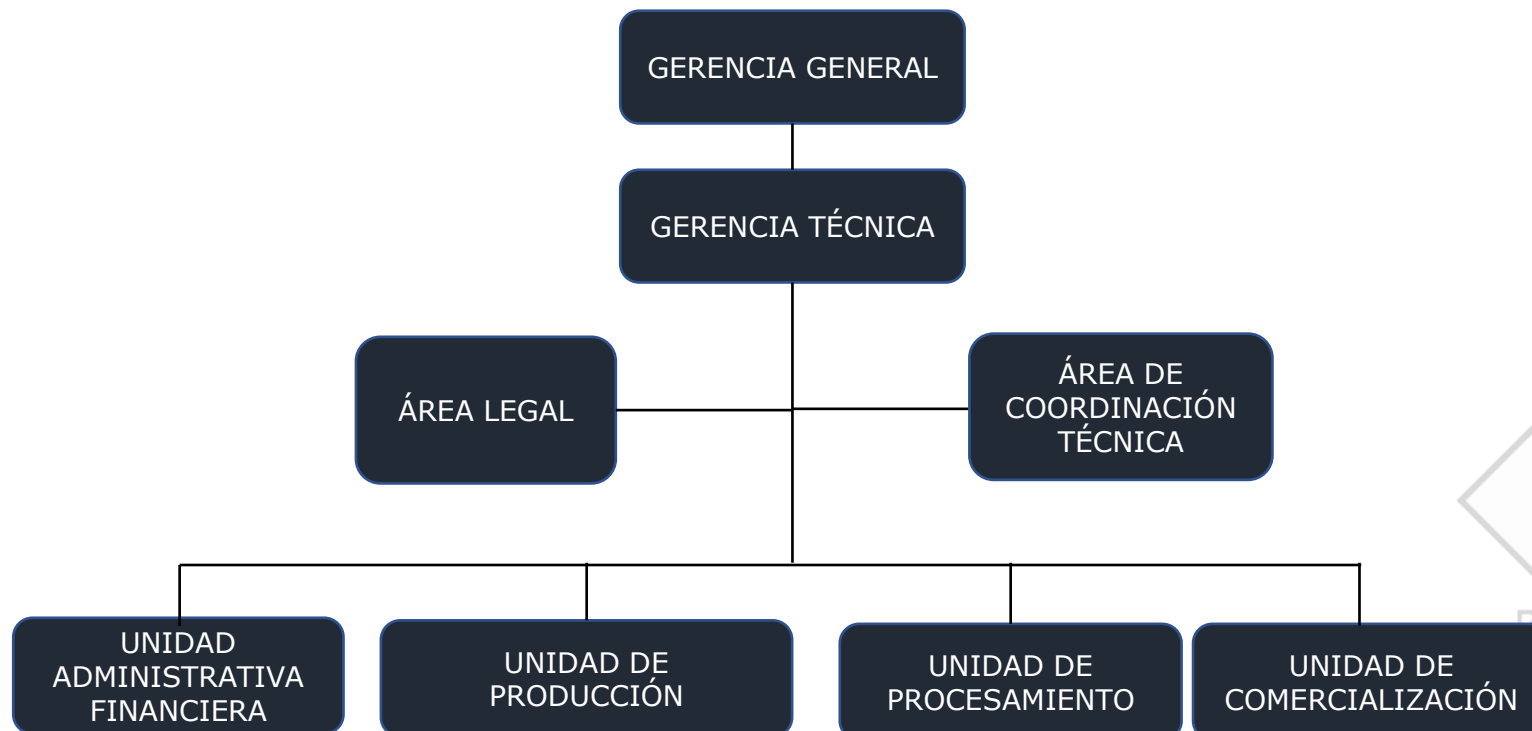 GERENCIA GENERAL
GERENCIA TÉCNICA
ÁREA LEGAL
ÁREA DE
COORDINACIÓN
TÉCNICA
UNIDAD
ADMINISTRATIVA
FINANCIERA
UNIDAD DE
PRODUCCIÓN
UNIDAD DE
PROCESAMIENTO
UNIDAD DE
COMERCIALIZACIÓN